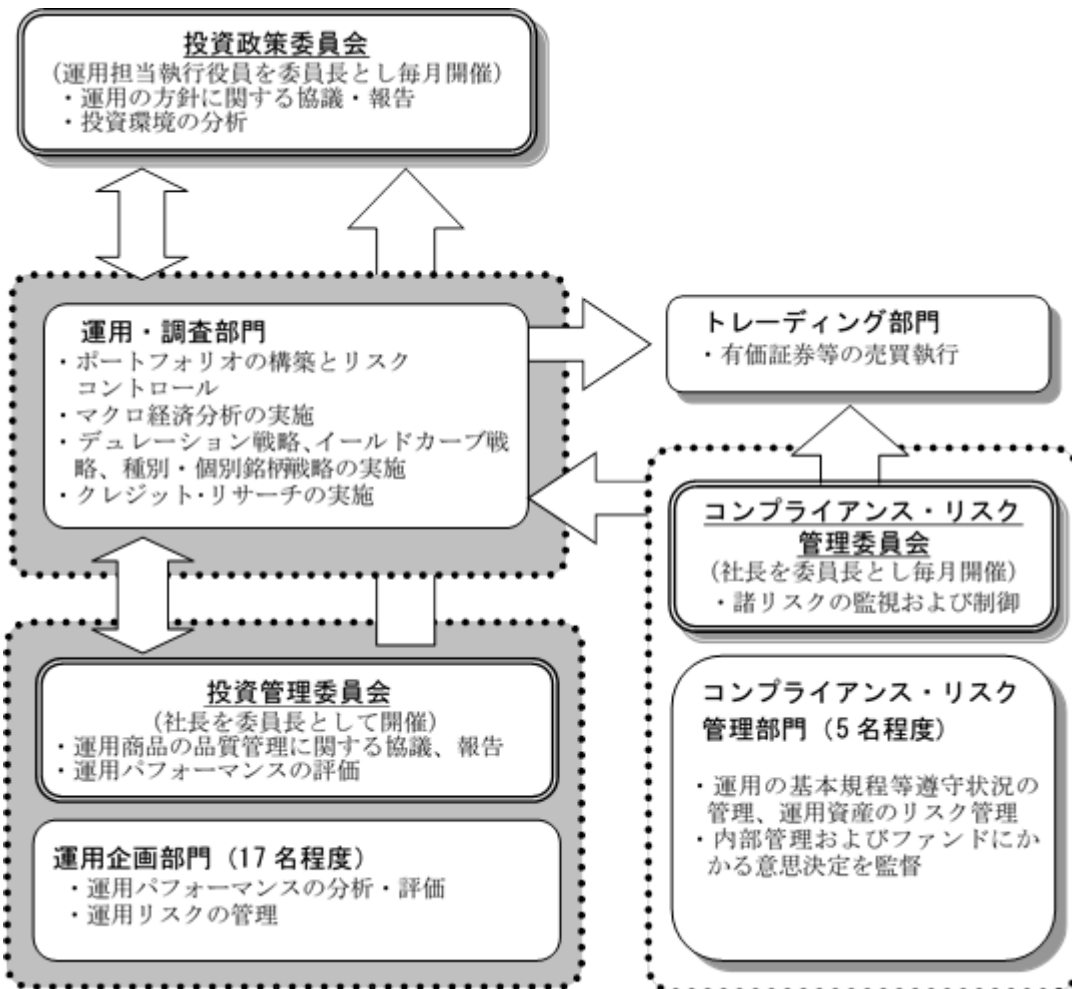 投資政策委員会
(運用担当執行役員を委員長とし毎月開催)
・運用の方針に関する協議・報告
・投資環境の分析
運用・調査部門
・ポートフォリオの構築とリスク
コントロール
・マクロ経済分析の実施
・デュレーション戦略、イールドカーブ戦
略、種別・個別銘柄戦略の実施
・クレジット・リサーチの実施
トレーディング部門
・有価証券等の売買執行
コンプライアンス・リスク
管理委員会
(社長を委員長とし毎月開催)
・諸リスクの監視および制御
投資管理委員会
(社長を委員長として開催)
・運用商品の品質管理に関する協議、報告
・運用パフォーマンスの評価
運用企画部門(17名程度)
・運用パフォーマンスの分析・評価
・運用リスクの管理
コンプライアンス・リスク
管理部門(5名程度)
・運用の基本規程等遵守状況の
管理、運用資産のリスク管理
・内部管理およびファンドにか
かる意思決定を監督